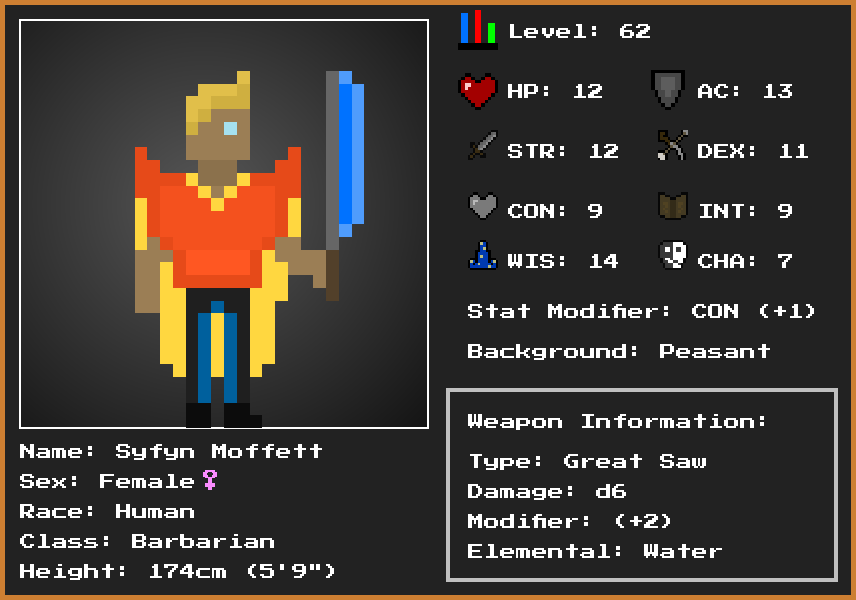 Level: 62
HP: 12
AC: 13
STR: 12
DEX: 11
CON: 9
INT: 9
WIS: 14
CHA: 7
Stat Modifier: CON (+1)
Background: Peasant
Weapon Information:
Type: Great Saw
Damage: d6
Modifier: (+2)
Elemental: Water
Name: Syfyn Moffett
Sex: Female♀
Race: Human
Class: Barbarian
Height: 174cm (5'9")